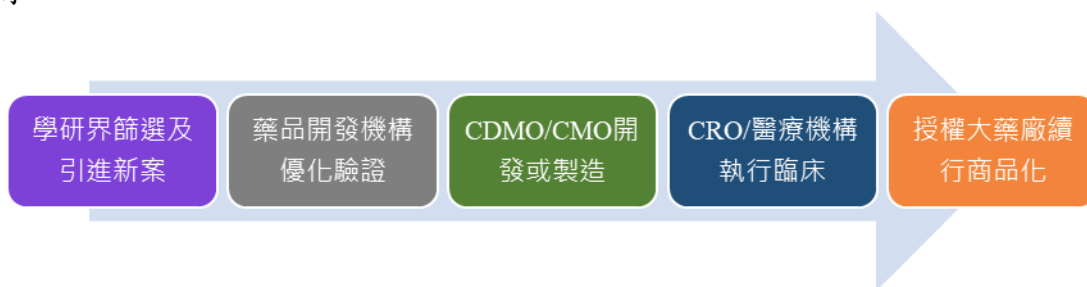 學研界篩選及
引進新案
藥品開發機構
優化驗證
CDMO/CMO開
發或製造
CRO/醫療機構
執行臨床
授權大藥廠續
行商品化